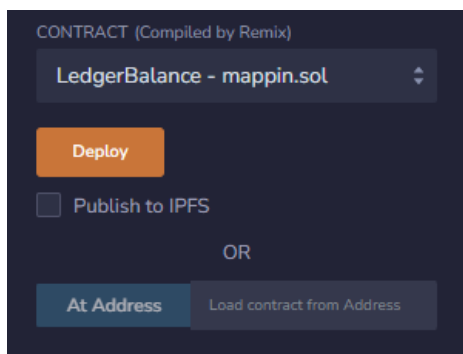 CONTRACT (Compiled by Remix)
LedgerBalance - mappin.sol
Deploy
Publish to IPFS
OR
At Address Load contract from Address